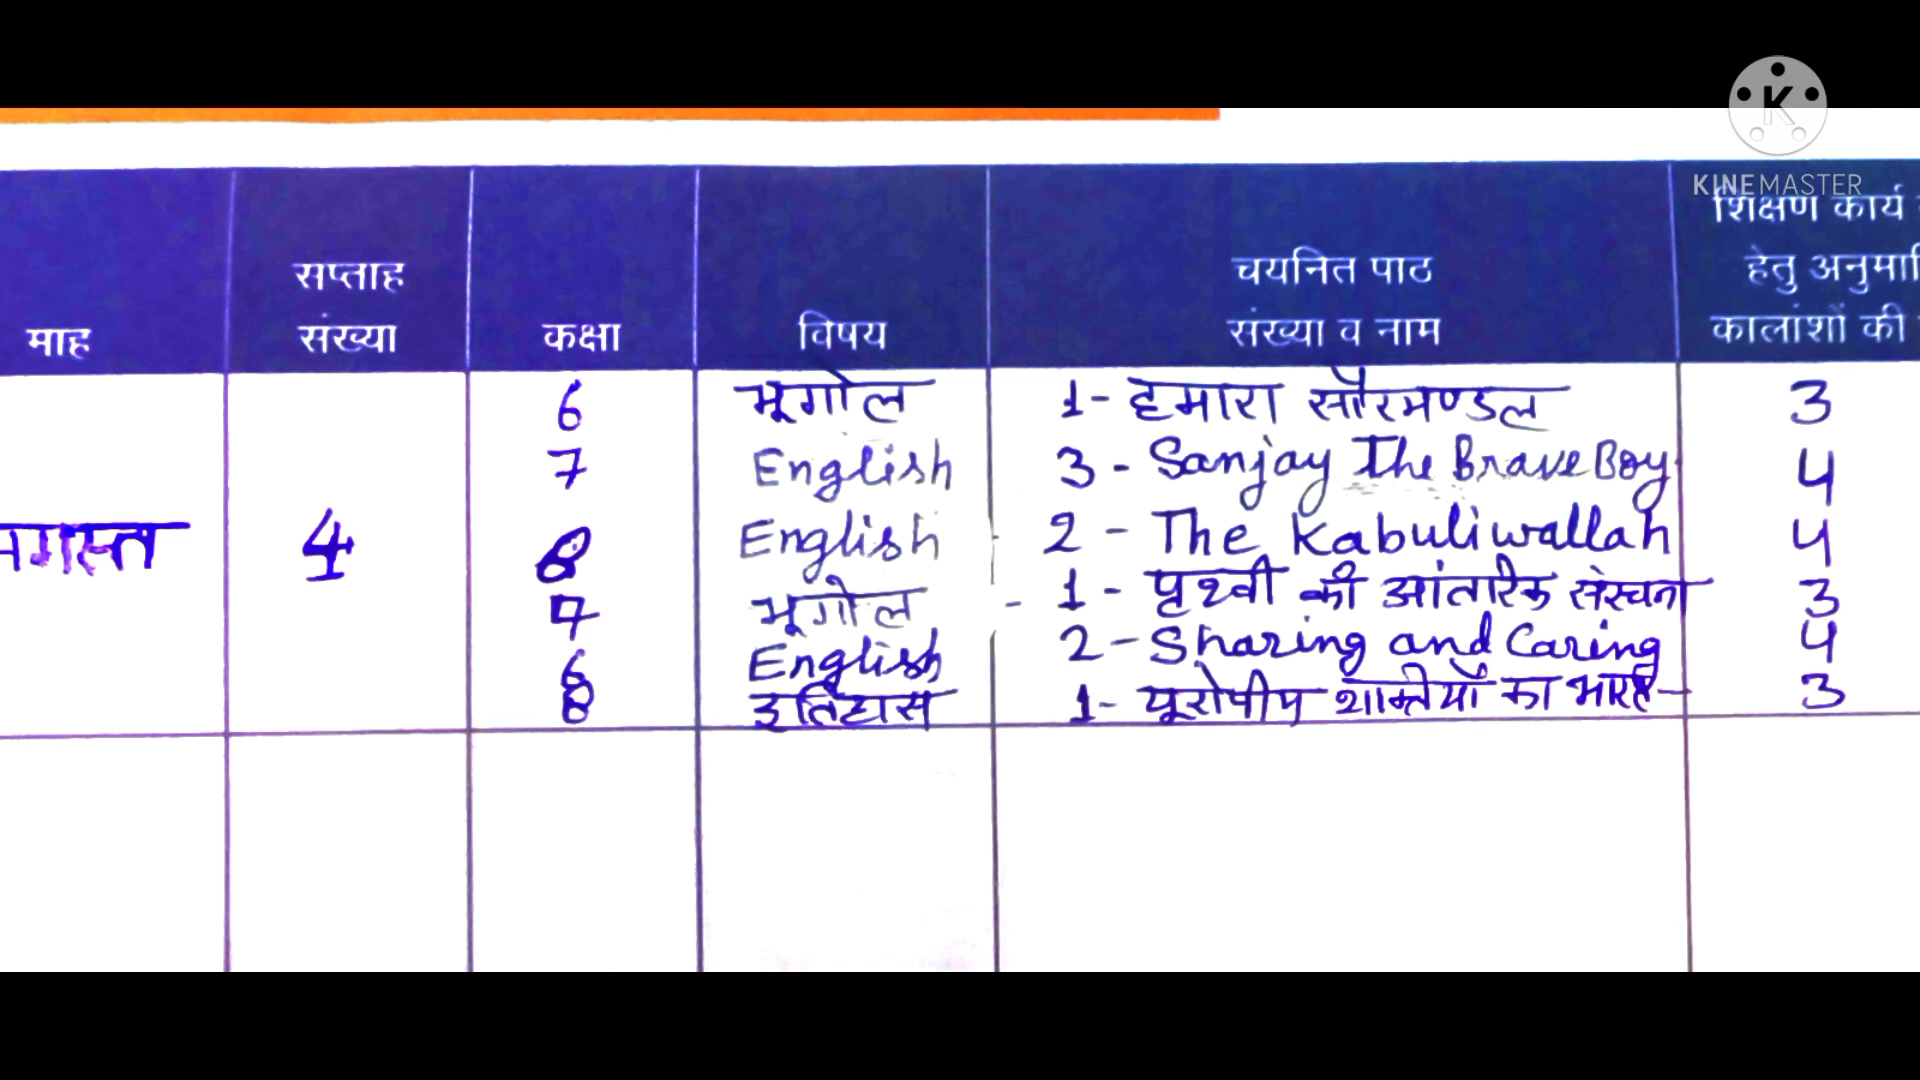 KINEMASTER
माह सप्ताह संख्या कक्षा विषय चयनित पाठ संख्या व नाम शिक्षण कार्य हेतु अनुमानि कालांशों की
6 भूगोल 1- हमारा सौरमण्डल 3
7 English 3 - Sanjay The Brave Boy 4
गस्त 4 8 English - 2 - The Kabuliwallah 4
7 भूगोल - 1 - पृथ्वी की आंतरिक संरचना 3
6 English 2 - Sharing and Caring 4
8 इतिहास 1- यूरोपीय शक्तियों का भारत- 3